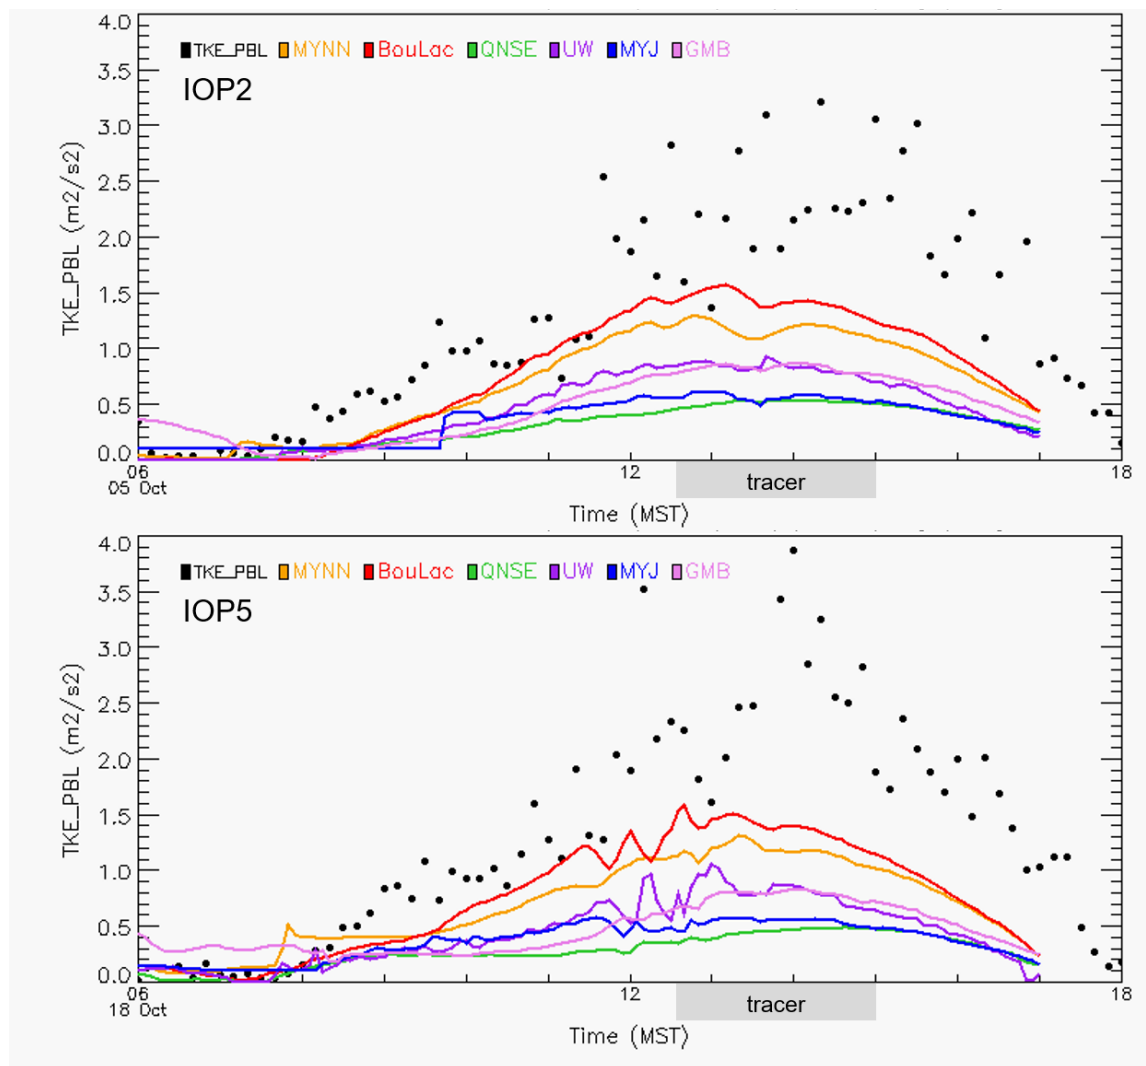 4.0
TKE_PBL MYNN BouLac QNSE UW MYJ GMB
3.5
IOP2
3.0
2.5
2.0
1.5
1.0
0.5
0.0
TKE_PBL (m2/s2)
06 12 18
05 Oct
tracer
Time (MST)
4.0
TKE_PBL MYNN BouLac QNSE UW MYJ GMB
3.5
IOP5
3.0
2.5
2.0
1.5
1.0
0.5
0.0
TKE_PBL (m2/s2)
06 12 18
18 Oct
tracer
Time (MST)